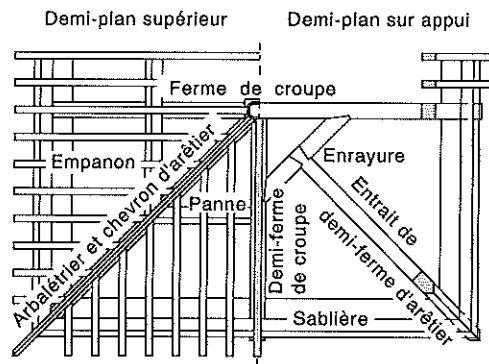 Demi-plan supérieur
Demi-plan sur appui
Ferme de croupe
Empanon
Enrayure
Arbalétrier et chevron d'arêtier
Panne
Demi-ferme
de croupe
Entrait de
demi-ferme d'arêtier
Sablière